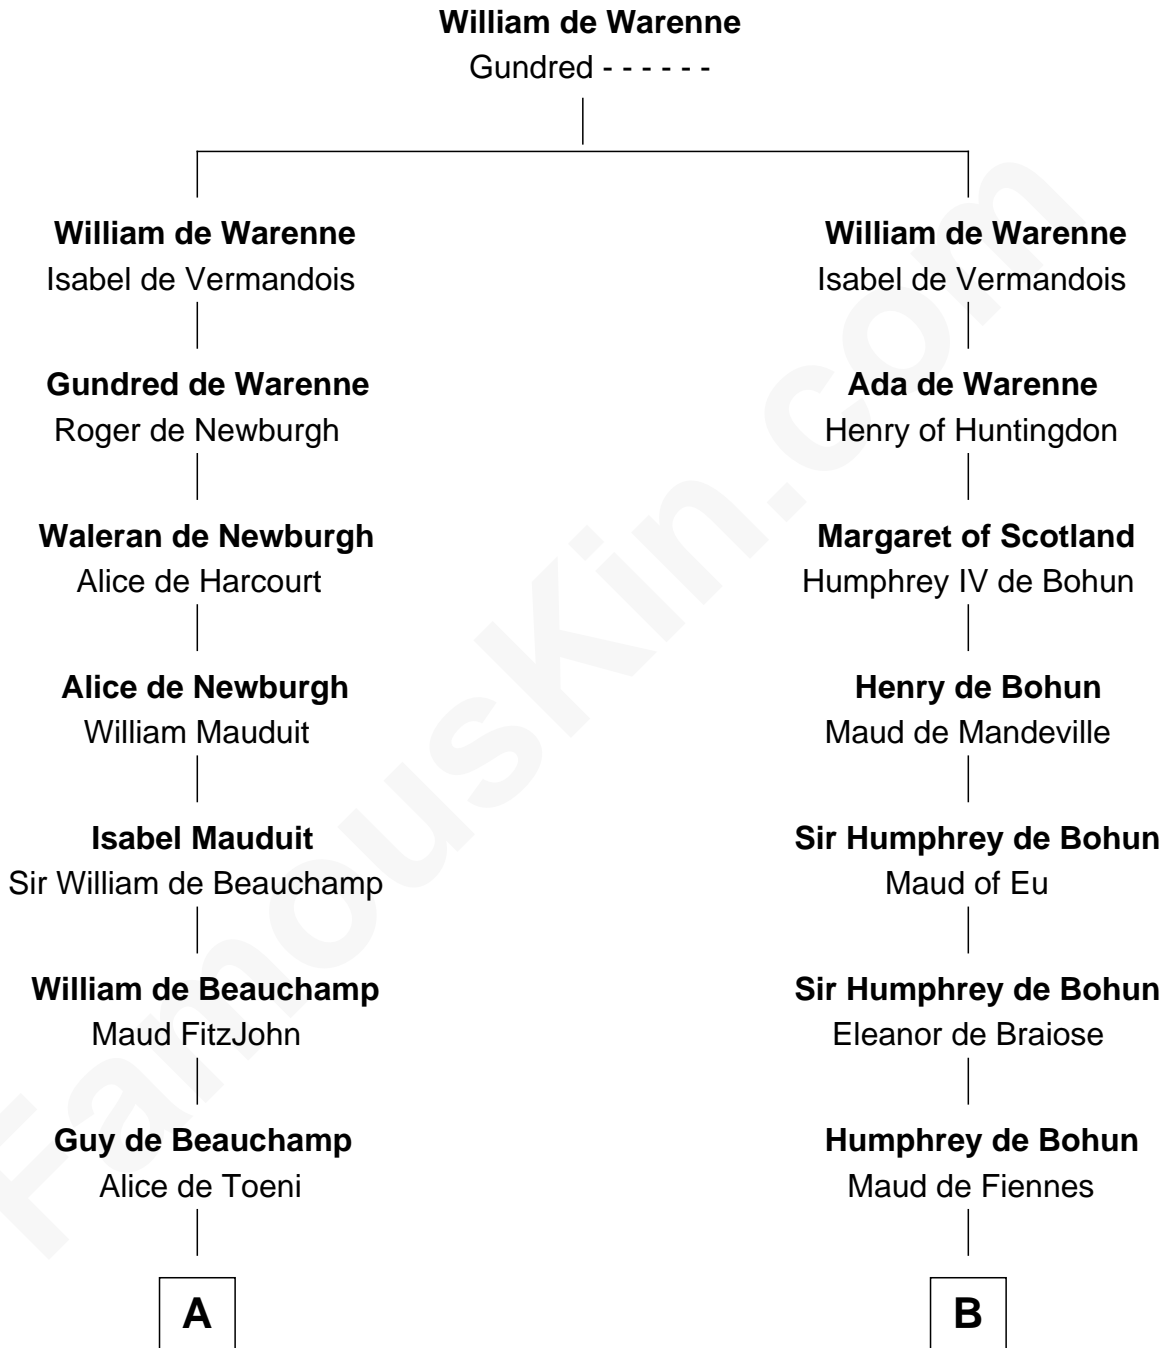 William de Warenne
Gundred - - - - - -
William de Warenne
Isabel de Vermandois
William de Warenne
Isabel de Vermandois
Gundred de Warenne
Roger de Newburgh
Ada de Warenne
Henry of Huntingdon
Waleran de Newburgh
Alice de Harcourt
Margaret of Scotland
Humphrey IV de Bohun
Alice de Newburgh
William Mauduit
Henry de Bohun
Maud de Mandeville
Isabel Mauduit
Sir William de Beauchamp
Sir Humphrey de Bohun
Maud of Eu
William de Beauchamp
Maud FitzJohn
Sir Humphrey de Bohun
Eleanor de Braiose
Guy de Beauchamp
Alice de Toeni
Humphrey de Bohun
Maud de Fiennes
A
B
FamousKin.com